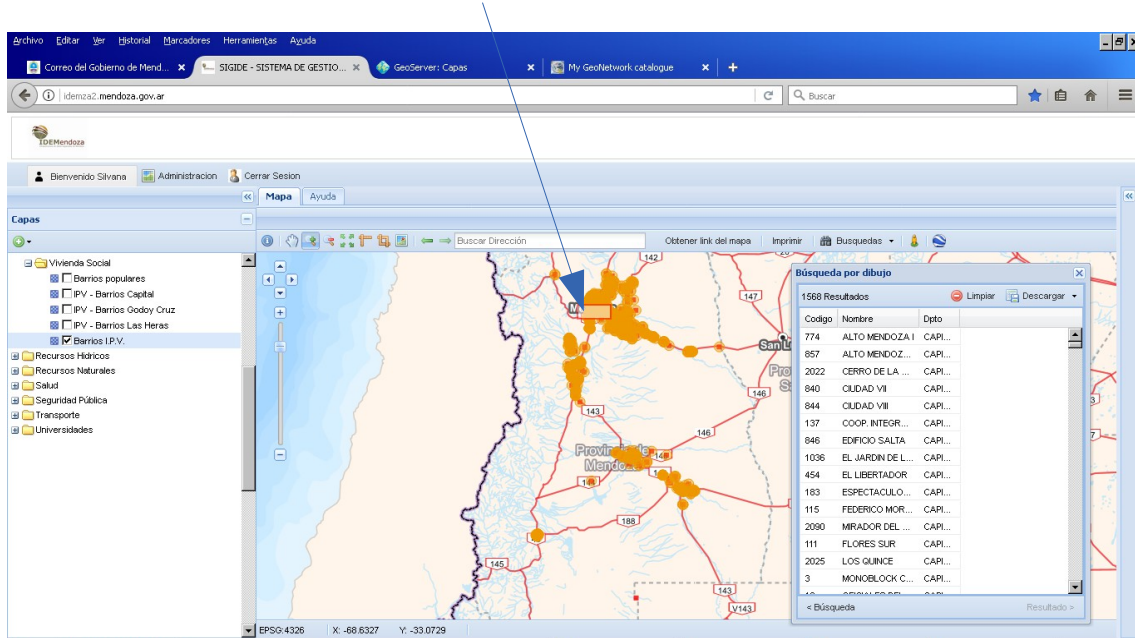 Archivo Editar Ver Historial Marcadores Herramientas Ayuda
Correo del Gobierno de Mend... SIGIDE - SISTEMA DE GESTIO... GeoServer: Capas My GeoNetwork catalogue
idemza2.mendoza.gov.ar Buscar
IDEMendoza
Bienvenido Silvana Administracion Cerrar Sesion
Mapa Ayuda
Capas
Buscar Dirección Obtener link del mapa Imprimir Busquedas
Vivienda Social
Barrios populares
IPV - Barrios Capital
IPV - Barrios Godoy Cruz
IPV - Barrios Las Heras
Barrios I.P.V.
Recursos Hidricos
Recursos Naturales
Salud
Seguridad Pública
Transporte
Universidades
142
147
San L
146
143
146
Provincia de
Mendoza
188
145
143
V143
Búsqueda por dibujo
1568 Resultados Limpiar Descargar
Codigo Nombre Dpto
774 ALTO MENDOZA I CAPI...
857 ALTO MENDOZ... CAPI...
2022 CERRO DE LA ... CAPI...
840 CIUDAD VII CAPI...
844 CIUDAD VIII CAPI...
137 COOP. INTEGR... CAPI...
846 EDIFICIO SALTA CAPI...
1036 EL JARDIN DE L... CAPI...
454 EL LIBERTADOR CAPI...
183 ESPECTACULO... CAPI...
115 FEDERICO MOR... CAPI...
2090 MIRADOR DEL ... CAPI...
111 FLORES SUR CAPI...
2025 LOS QUINCE CAPI...
3 MONOBLOCK C... CAPI...
< Búsqueda Resultado >
EPSG:4326 X: -68.6327 Y: -33.0729